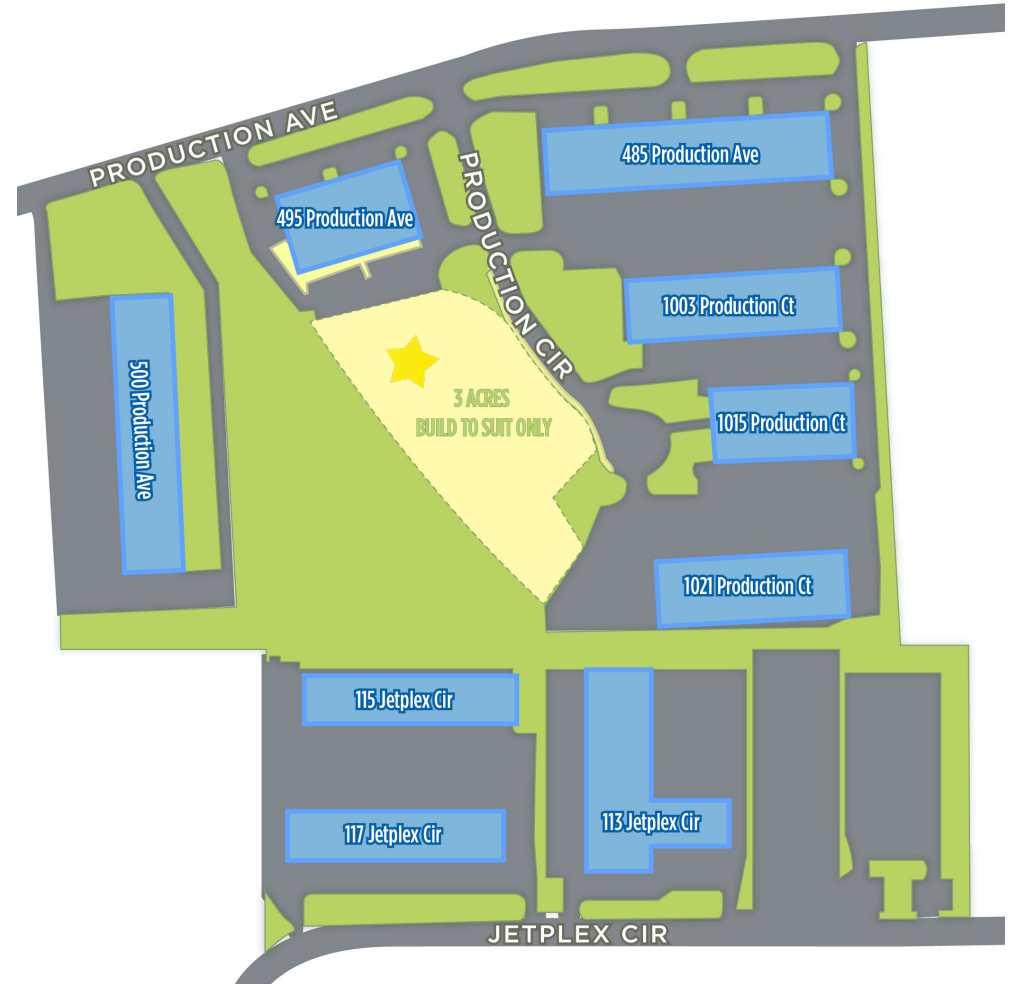 PRODUCTION AVE
485 Production Ave
495 Production Ave
PRODUCTION CIR
1003 Production Ct
500 Production Ave
3 ACRES
BUILD TO SUIT ONLY
1015 Production Ct
1021 Production Ct
115 Jetplex Cir
113 Jetplex Cir
117 Jetplex Cir
JETPLEX CIR